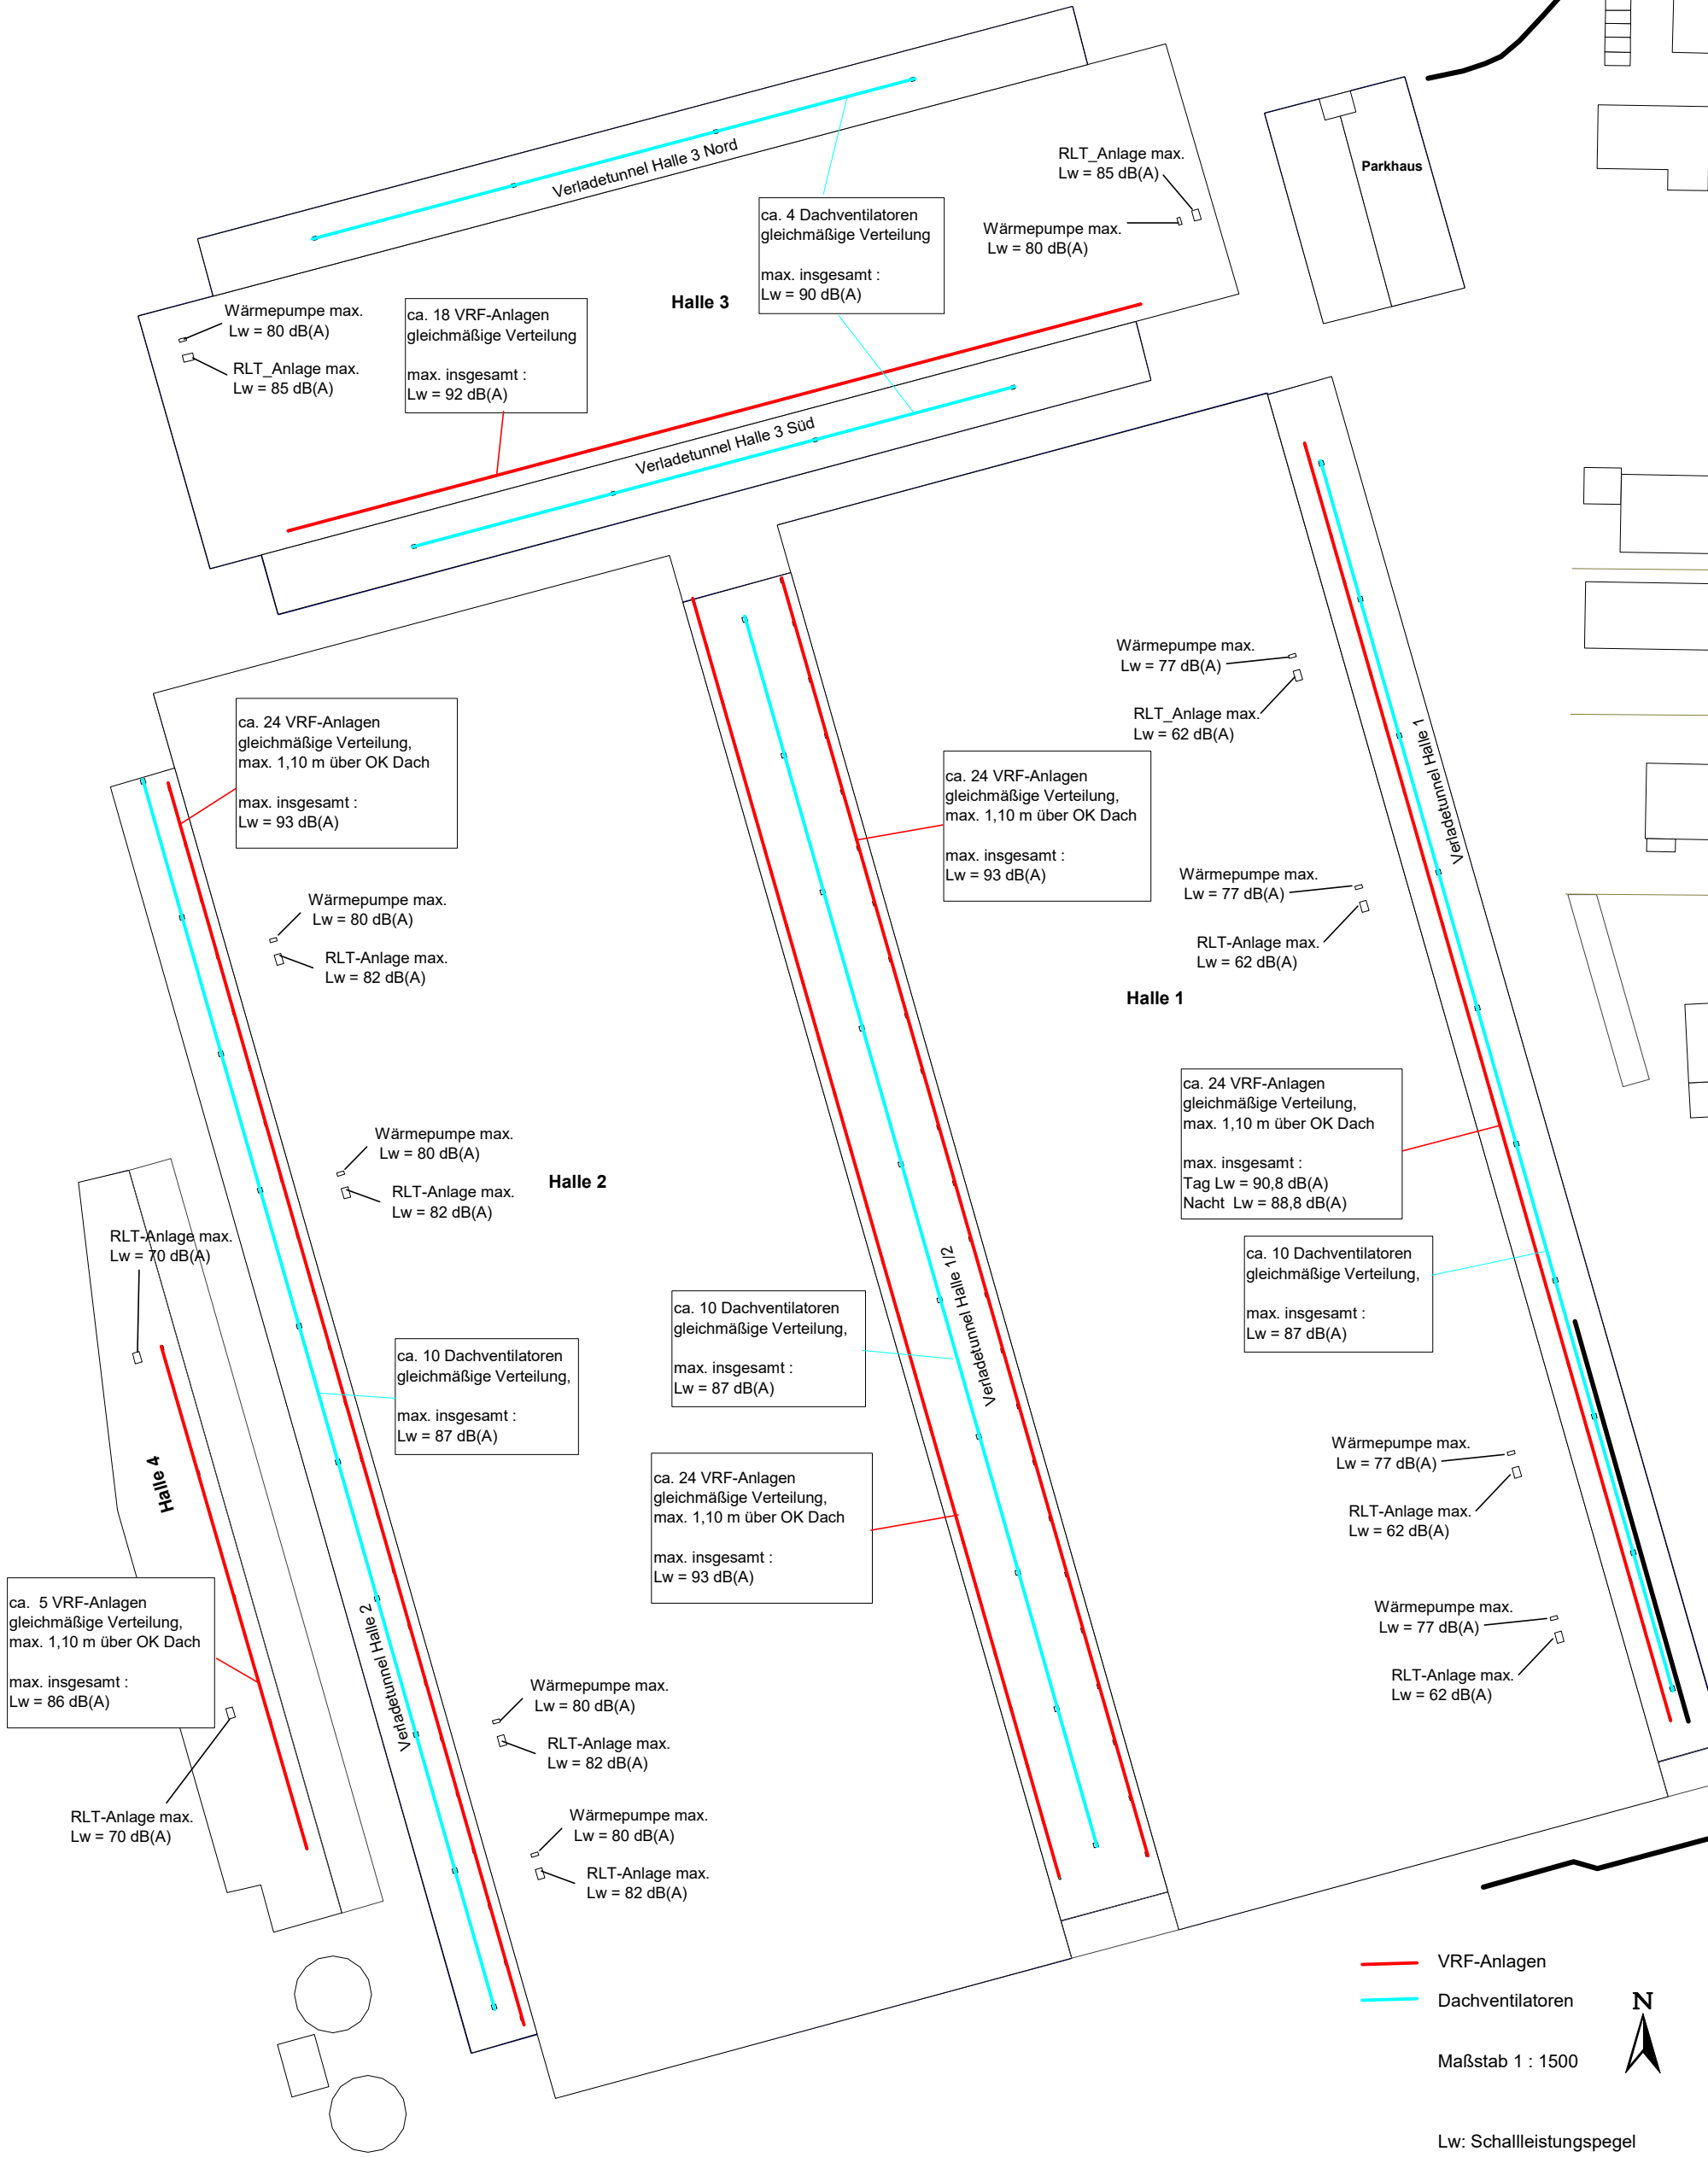 Verladetunnel Halle 3 Nord
RLT_Anlage max.
Lw = 85 dB(A)
Parkhaus
ca. 4 Dachventilatoren
gleichmäßige Verteilung
max. insgesamt :
Lw = 90 dB(A)
Wärmepumpe max.
Lw = 80 dB(A)
Halle 3
Wärmepumpe max.
Lw = 80 dB(A)
RLT_Anlage max.
Lw = 85 dB(A)
ca. 18 VRF-Anlagen
gleichmäßige Verteilung
max. insgesamt :
Lw = 92 dB(A)
Verladetunnel Halle 3 Süd
Wärmepumpe max.
Lw = 77 dB(A)
RLT_Anlage max.
Lw = 62 dB(A)
Verladetunnel Halle 1
ca. 24 VRF-Anlagen
gleichmäßige Verteilung,
max. 1,10 m über OK Dach
max. insgesamt :
Lw = 93 dB(A)
ca. 24 VRF-Anlagen
gleichmäßige Verteilung,
max. 1,10 m über OK Dach
max. insgesamt :
Lw = 93 dB(A)
Wärmepumpe max.
Lw = 77 dB(A)
RLT-Anlage max.
Lw = 62 dB(A)
Wärmepumpe max.
Lw = 80 dB(A)
RLT-Anlage max.
Lw = 82 dB(A)
Halle 1
ca. 24 VRF-Anlagen
gleichmäßige Verteilung,
max. 1,10 m über OK Dach
max. insgesamt :
Tag Lw = 90,8 dB(A)
Nacht Lw = 88,8 dB(A)
Wärmepumpe max.
Lw = 80 dB(A)
RLT-Anlage max.
Lw = 82 dB(A)
Halle 2
RLT-Anlage max.
Lw = 70 dB(A)
ca. 10 Dachventilatoren
gleichmäßige Verteilung,
max. insgesamt :
Lw = 87 dB(A)
Verladetunnel Halle 1/2
ca. 10 Dachventilatoren
gleichmäßige Verteilung,
max. insgesamt :
Lw = 87 dB(A)
ca. 10 Dachventilatoren
gleichmäßige Verteilung,
max. insgesamt :
Lw = 87 dB(A)
Halle 4
Wärmepumpe max.
Lw = 77 dB(A)
RLT-Anlage max.
Lw = 62 dB(A)
ca. 24 VRF-Anlagen
gleichmäßige Verteilung,
max. 1,10 m über OK Dach
max. insgesamt :
Lw = 93 dB(A)
ca. 5 VRF-Anlagen
gleichmäßige Verteilung,
max. 1,10 m über OK Dach
max. insgesamt :
Lw = 86 dB(A)
Verladetunnel Halle 2
Wärmepumpe max.
Lw = 77 dB(A)
RLT-Anlage max.
Lw = 62 dB(A)
Wärmepumpe max.
Lw = 80 dB(A)
RLT-Anlage max.
Lw = 82 dB(A)
RLT-Anlage max.
Lw = 70 dB(A)
Wärmepumpe max.
Lw = 80 dB(A)
RLT-Anlage max.
Lw = 82 dB(A)
VRF-Anlagen
Dachventilatoren
N
Maßstab 1 : 1500
Lw: Schallleistungspegel